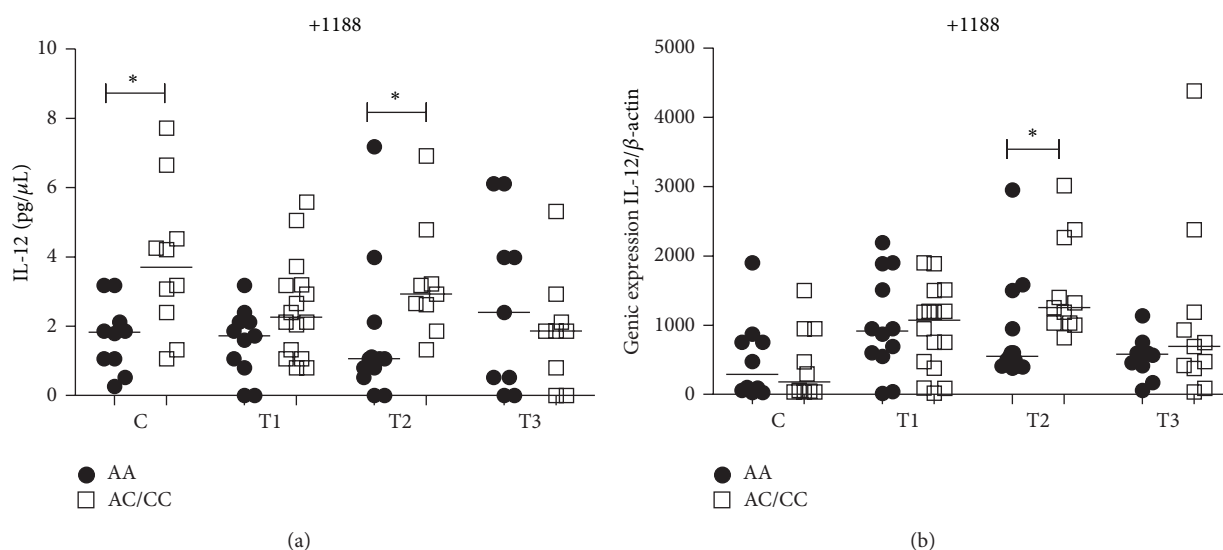 +1188
10
8
6
4
2
0
IL-12 (pg/μL)
*
*
C
T1
T2
T3
AA
AC/CC
(a)
+1188
5000
4000
3000
2000
1000
0
Genic expression IL-12/β-actin
*
C
T1
T2
T3
AA
AC/CC
(b)